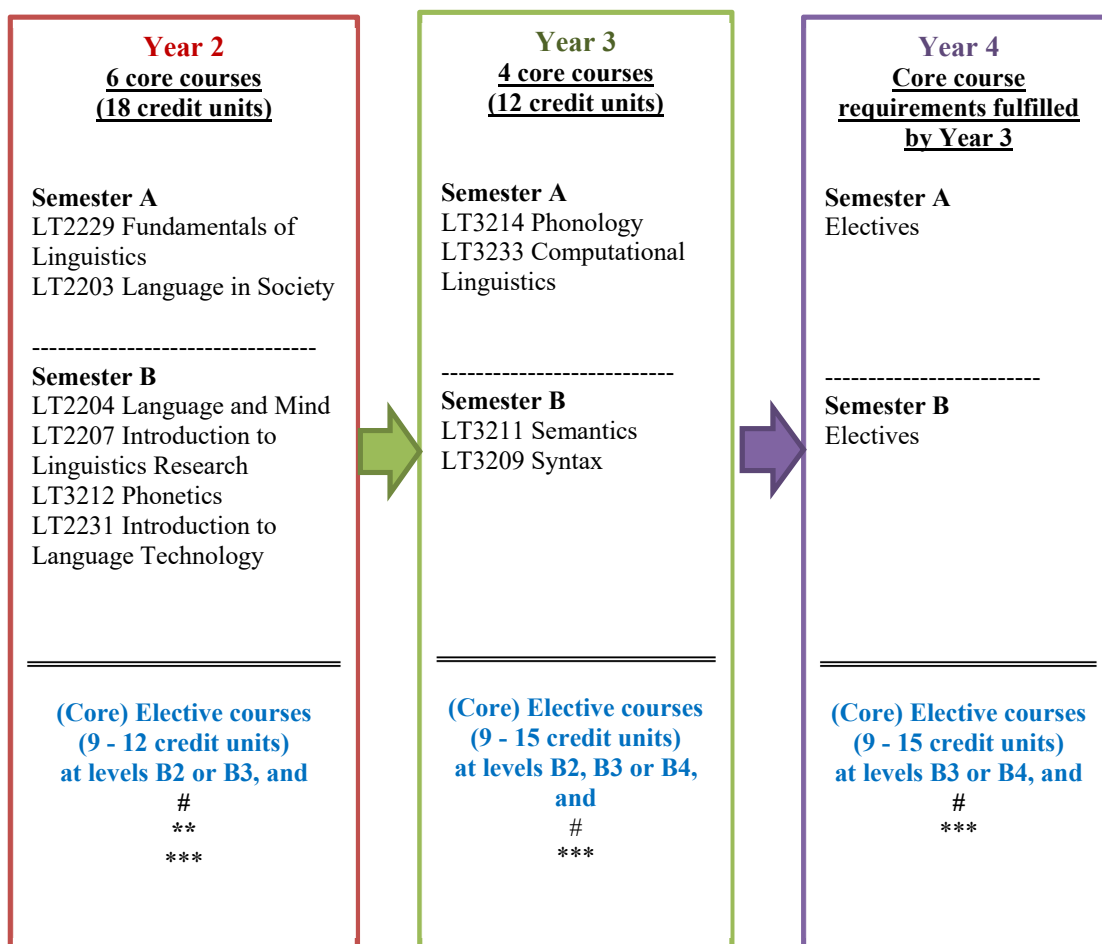 Year 2
6 core courses
(18 credit units)
Semester A
LT2229 Fundamentals of
Linguistics
LT2203 Language in Society
---------------------------------
Semester B
LT2204 Language and Mind
LT2207 Introduction to
Linguistics Research
LT3212 Phonetics
LT2231 Introduction to
Language Technology
(Core) Elective courses
(9 - 12 credit units)
at levels B2 or B3, and
#
**
***
Year 3
4 core courses
(12 credit units)
Semester A
LT3214 Phonology
LT3233 Computational
Linguistics
---------------------------
Semester B
LT3211 Semantics
LT3209 Syntax
(Core) Elective courses
(9 - 15 credit units)
at levels B2, B3 or B4,
and
#
***
Year 4
Core course
requirements fulfilled
by Year 3
Semester A
Electives
-------------------------
Semester B
Electives
(Core) Elective courses
(9 - 15 credit units)
at levels B3 or B4, and
#
***